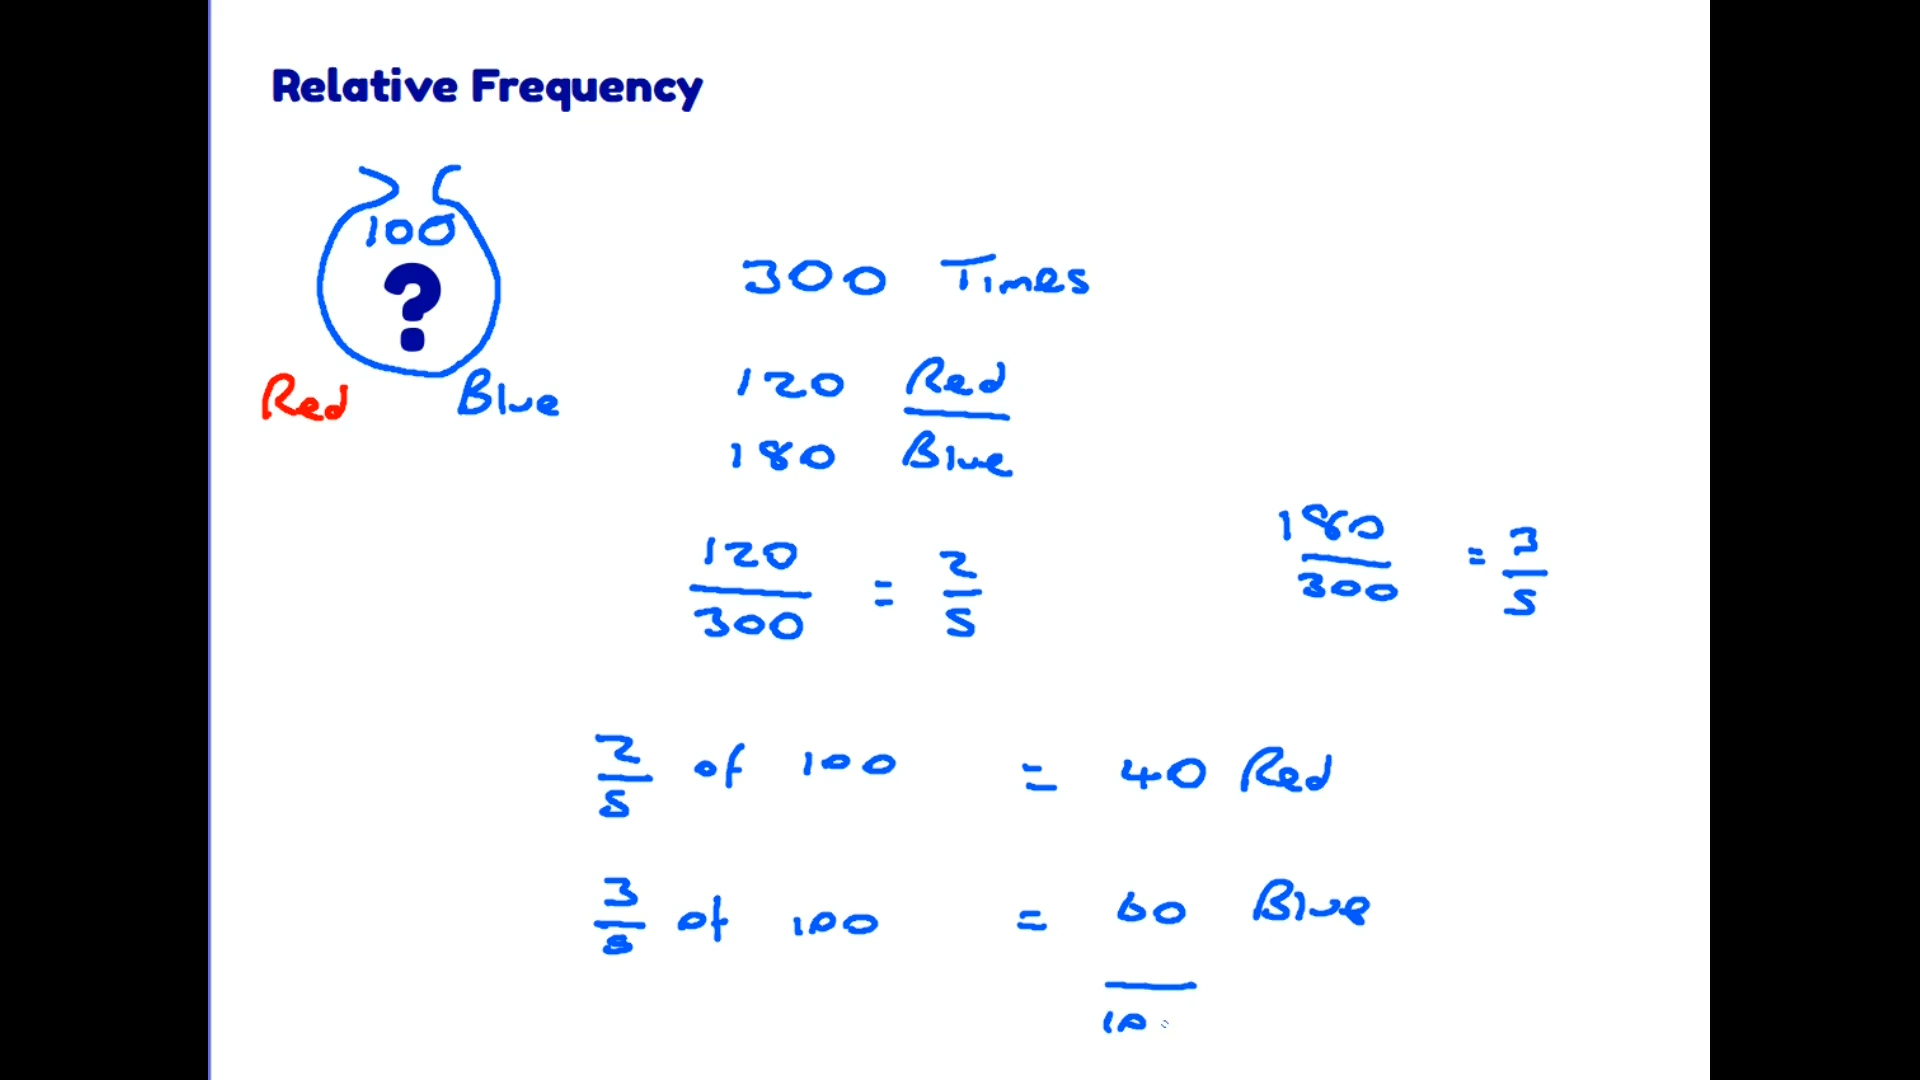 Relative Frequency
100
?
Red Blue
300 Times
120 Red
180 Blue
120/300 = 2/5
180/300 = 3/5
2/5 of 100 = 40 Red
3/5 of 100 = 60 Blue
10